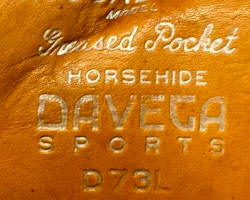 MODEL
Greased Pocket
HORSEHIDE
DAVEGA
SPORTS
D73L